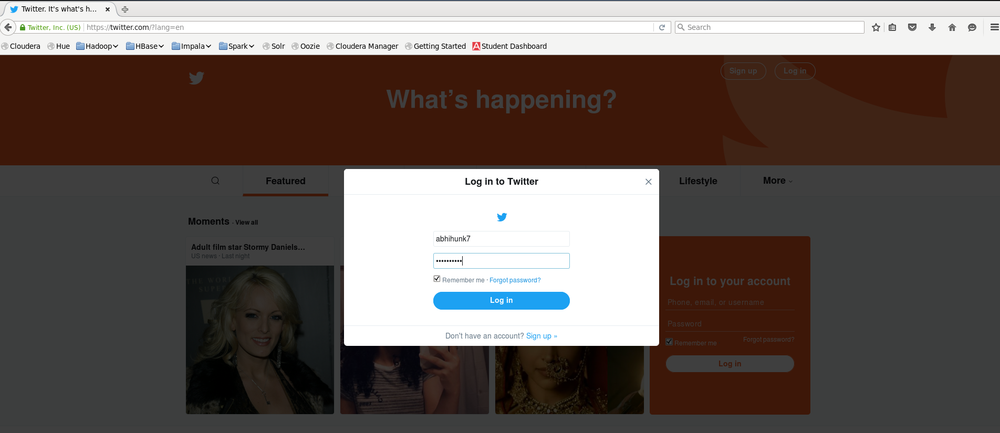 Twitter. It's what's h...
Twitter, Inc. (US)
https://twitter.com/?lang=en
Search
Cloudera Hue Hadoop HBase Impala Spark Solr Oozie Cloudera Manager Getting Started Student Dashboard
Sign up Log in
What's happening?
Featured Lifestyle More
Log in to Twitter
abhihunk7
••••••••••
Remember me · Forgot password?
Log in
Don't have an account? Sign up »
Moments · View all
Adult film star Stormy Daniels...
US news · Last night
THE WORL
SUPE
Log in to your account
Phone, email, or username
Password
Remember me Forgot password?
Log in